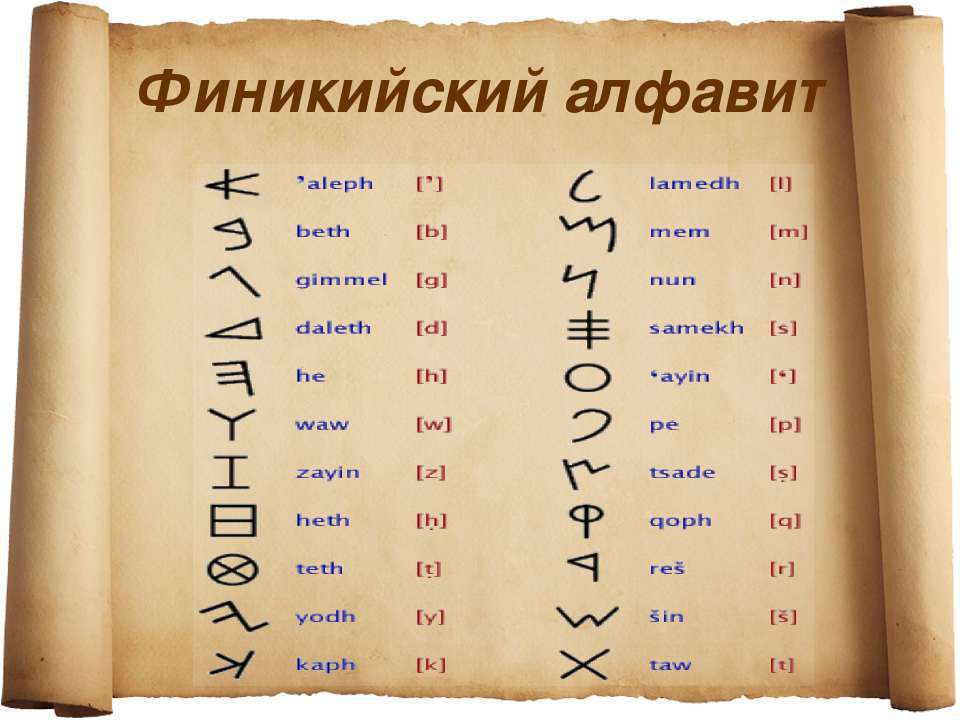 Финикийский алфавит
𐤀 ’aleph [’] 𐤋 lamedh [l]
𐤁 beth [b] 𐤌 mem [m]
𐤂 gimmel [g] 𐤍 nun [n]
𐤃 daleth [d] 𐤎 samekh [s]
𐤄 he [h] 𐤏 ‘ayin [‘]
𐤅 waw [w] 𐤐 pe [p]
𐤆 zayin [z] 𐤑 tsade [ṣ]
𐤇 heth [ḥ] 𐤒 qoph [q]
𐤈 teth [ṭ] 𐤓 reš [r]
𐤉 yodh [y] 𐤔 šin [š]
𐤊 kaph [k] 𐤕 taw [t]